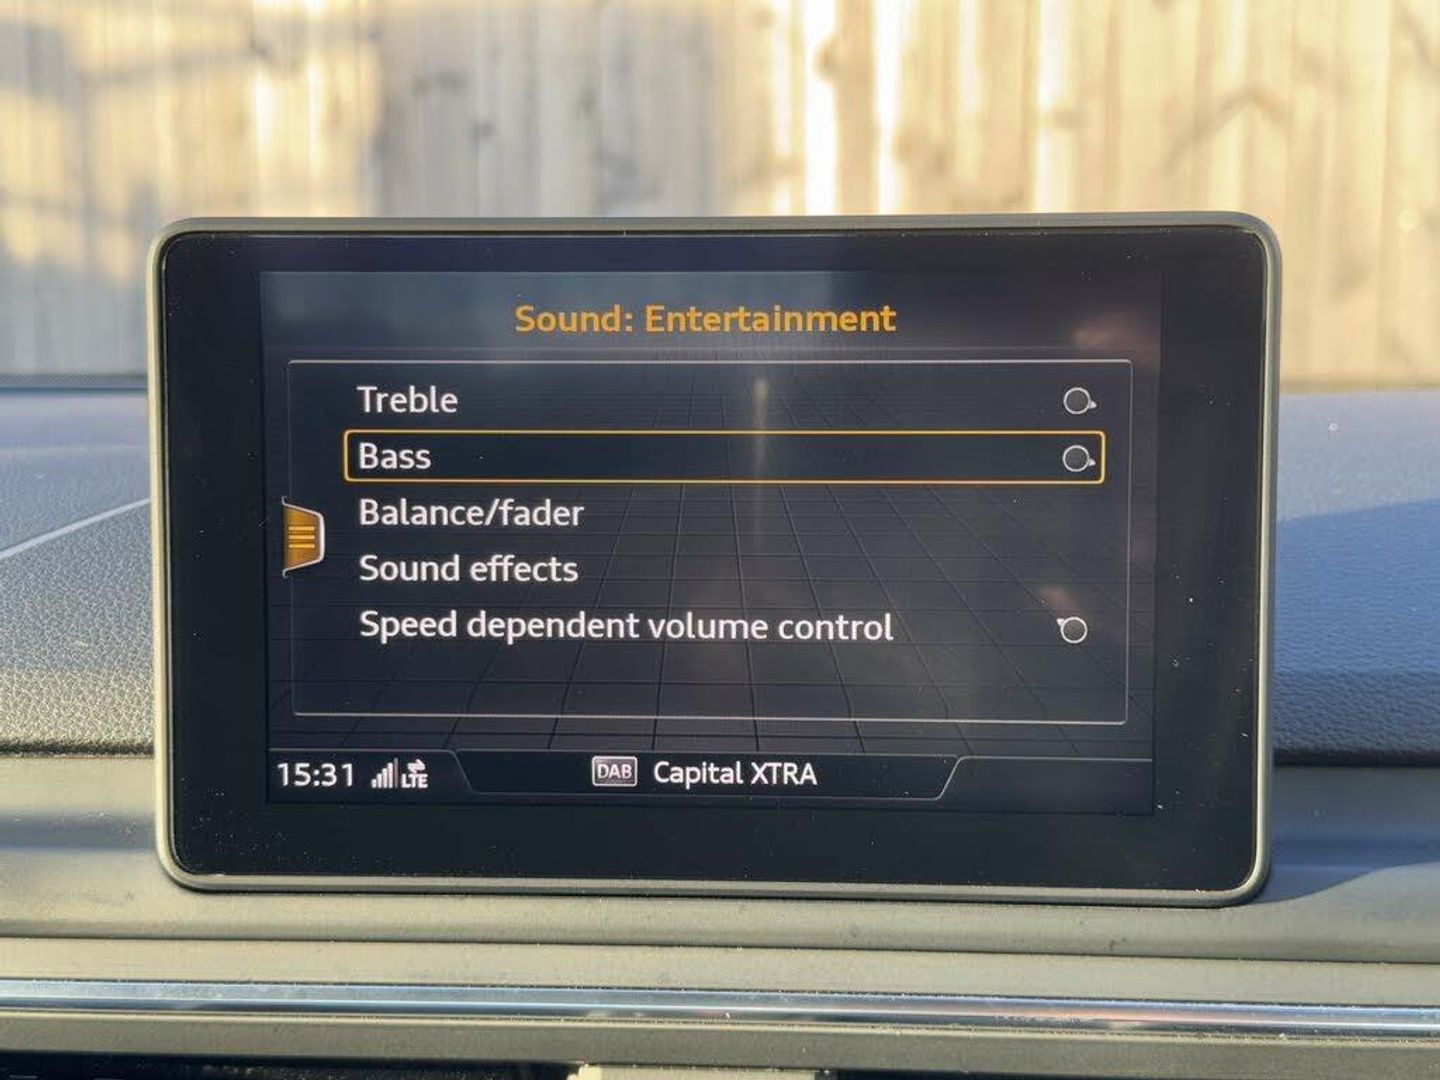 Sound: Entertainment
Treble
Bass
Balance/fader
Sound effects
Speed dependent volume control
15:31 LTE DAB Capital XTRA